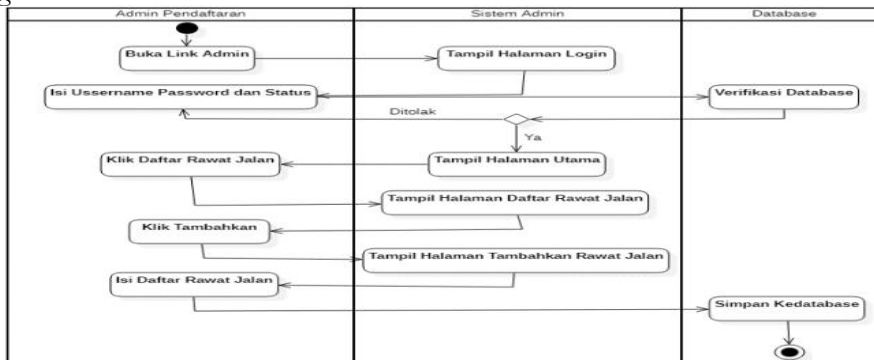 Admin Pendaftaran
Sistem Admin
Database
Buka Link Admin
Tampil Halaman Login
Isi Ussername Password dan Status
Verifikasi Database
Ditolak
Ya
Klik Daftar Rawat Jalan
Tampil Halaman Utama
Tampil Halaman Daftar Rawat Jalan
Klik Tambahkan
Tampil Halaman Tambahkan Rawat Jalan
Isi Daftar Rawat Jalan
Simpan Kedatabase